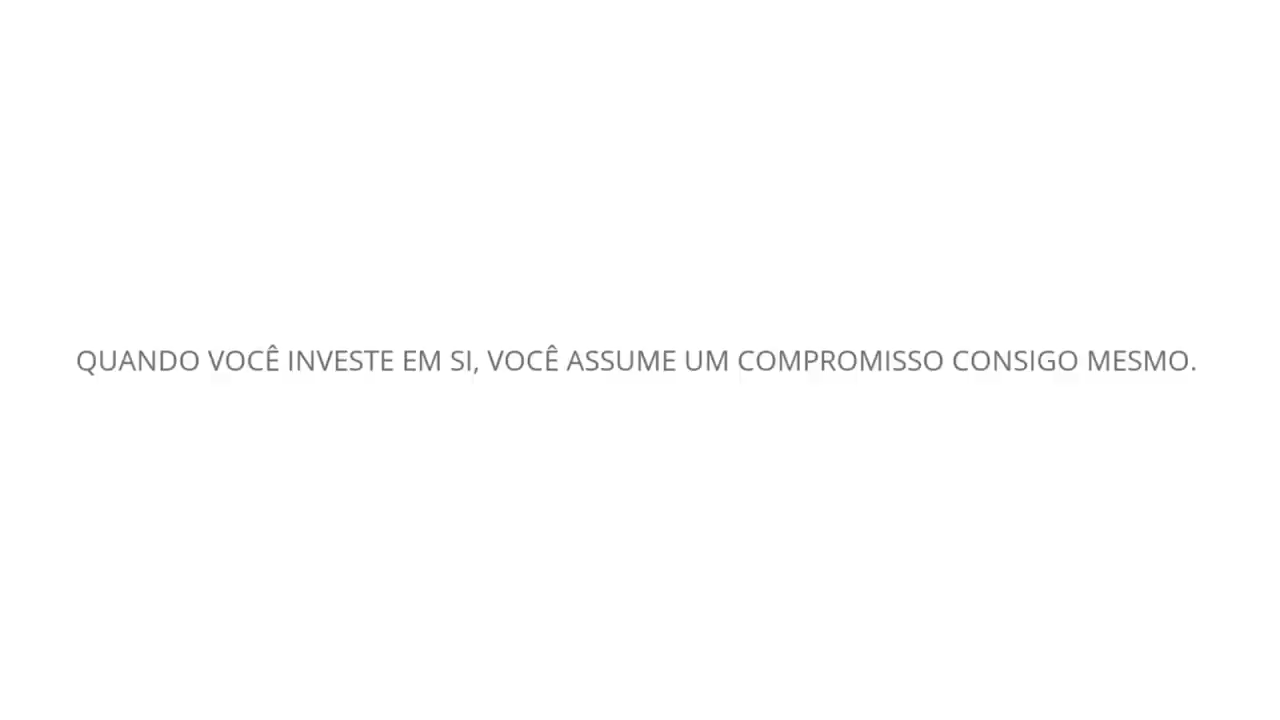 QUANDO VOCÊ INVESTE EM SI, VOCÊ ASSUME UM COMPROMISSO CONSIGO MESMO.